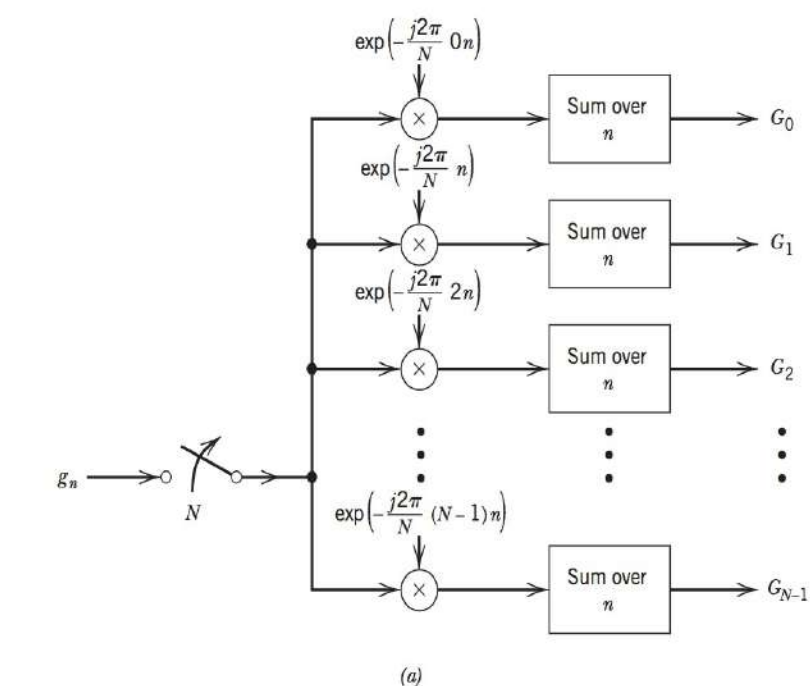 exp(-j2π/N 0n)
Sum over
n
G₀
exp(-j2π/N n)
Sum over
n
G₁
exp(-j2π/N 2n)
Sum over
n
G₂
gₙ
N
exp(-j2π/N (N-1)n)
Sum over
n
G_{N-1}
(a)